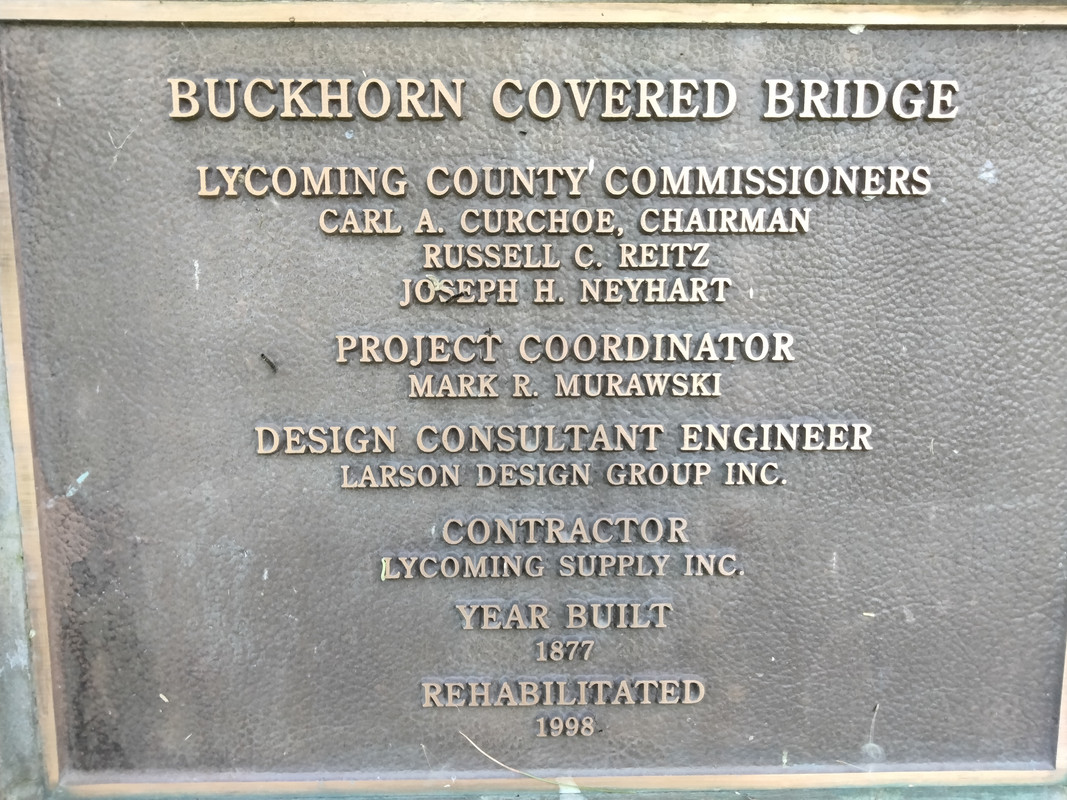 BUCKHORN COVERED BRIDGE
LYCOMING COUNTY COMMISSIONERS
CARL A. CURCHOE, CHAIRMAN
RUSSELL C. REITZ
JOSEPH H. NEYHART
PROJECT COORDINATOR
MARK R. MURAWSKI
DESIGN CONSULTANT ENGINEER
LARSON DESIGN GROUP INC.
CONTRACTOR
LYCOMING SUPPLY INC.
YEAR BUILT
1877
REHABILITATED
1998